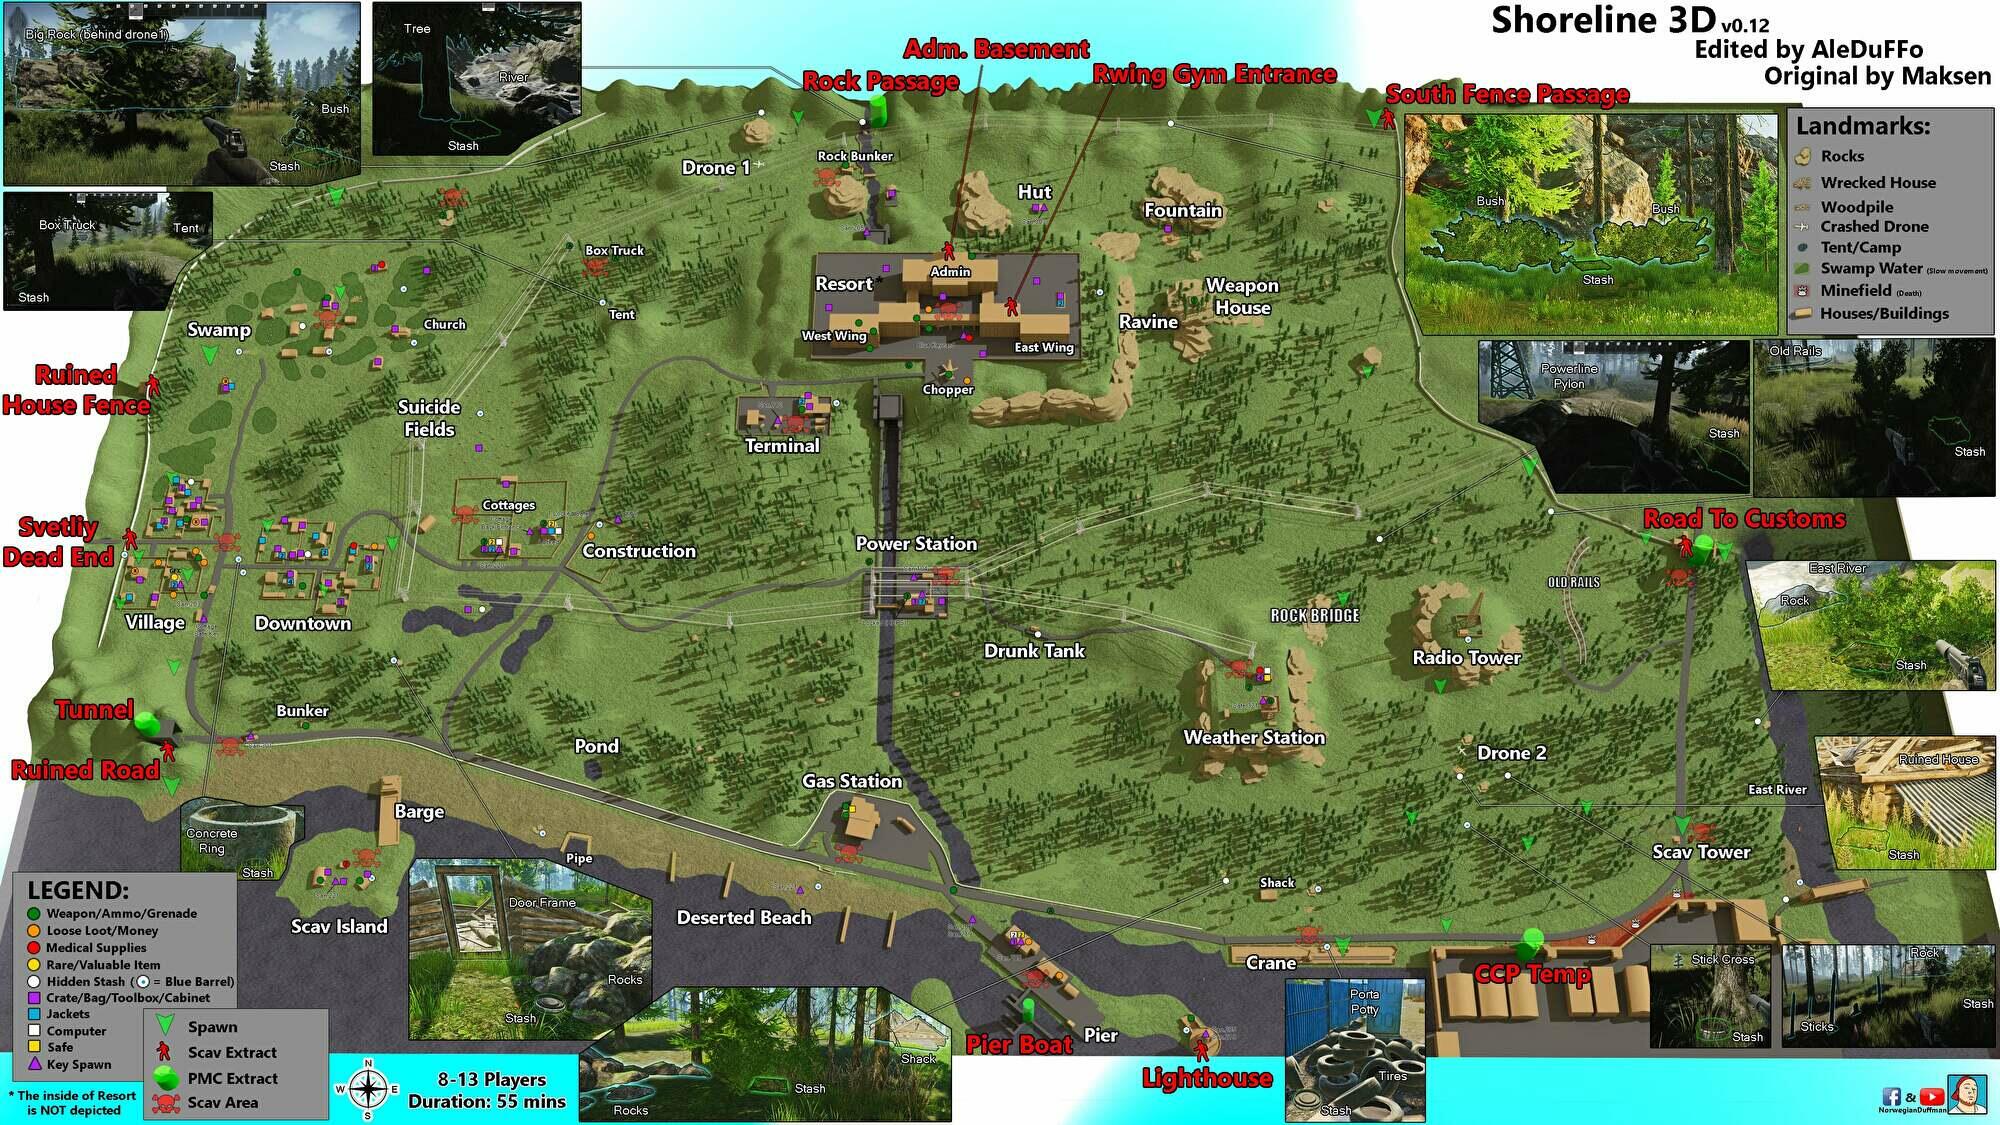 Shoreline 3D v0.12
Edited by AleDuFFo
Original by Maksen
Big Rock (behind drone1)
Bush
Stash
Tree
River
Stash
Box Truck
Tent
Stash
Adm. Basement
Rock Passage
Rwing Gym Entrance
South Fence Passage
Landmarks:
Rocks
Wrecked House
Woodpile
Crashed Drone
Tent/Camp
Swamp Water (Slow movement)
Minefield (Death)
Houses/Buildings
Bush
Bush
Stash
Drone 1
Rock Bunker
Hut
Fountain
Box Truck
Tent
Resort *
Admin
West Wing
East Wing
Chopper
Weapon
House
Ravine
Swamp
Church
Ruined
House Fence
Suicide
Fields
Terminal
Powerline
Pylon
Stash
Old Rails
Stash
Cottages
Construction
Power Station
Svetliy
Dead End
Road To Customs
Village
Downtown
Drunk Tank
ROCK BRIDGE
OLD RAILS
Radio Tower
East River
Rock
Stash
Tunnel
Bunker
Pond
Weather Station
Drone 2
Ruined Road
Gas Station
East River
Ruined House
Stash
Barge
Pipe
Concrete
Ring
Stash
Scav Tower
Shack
Scav Island
Deserted Beach
Door Frame
Rocks
Stash
Crane
CCP Temp
Stick Cross
Stash
Rock
Sticks
Stash
LEGEND:
Weapon/Ammo/Grenade
Loose Loot/Money
Medical Supplies
Rare/Valuable Item
Hidden Stash ( = Blue Barrel)
Crate/Bag/Toolbox/Cabinet
Jackets
Computer
Safe
Key Spawn
Spawn
Scav Extract
PMC Extract
Scav Area
* The inside of Resort
is NOT depicted
N
W
E
S
8-13 Players
Duration: 55 mins
Rocks
Stash
Shack
Pier Boat
Pier
Lighthouse
Porta
Potty
Tires
Stash
&
NorwegianDuffman